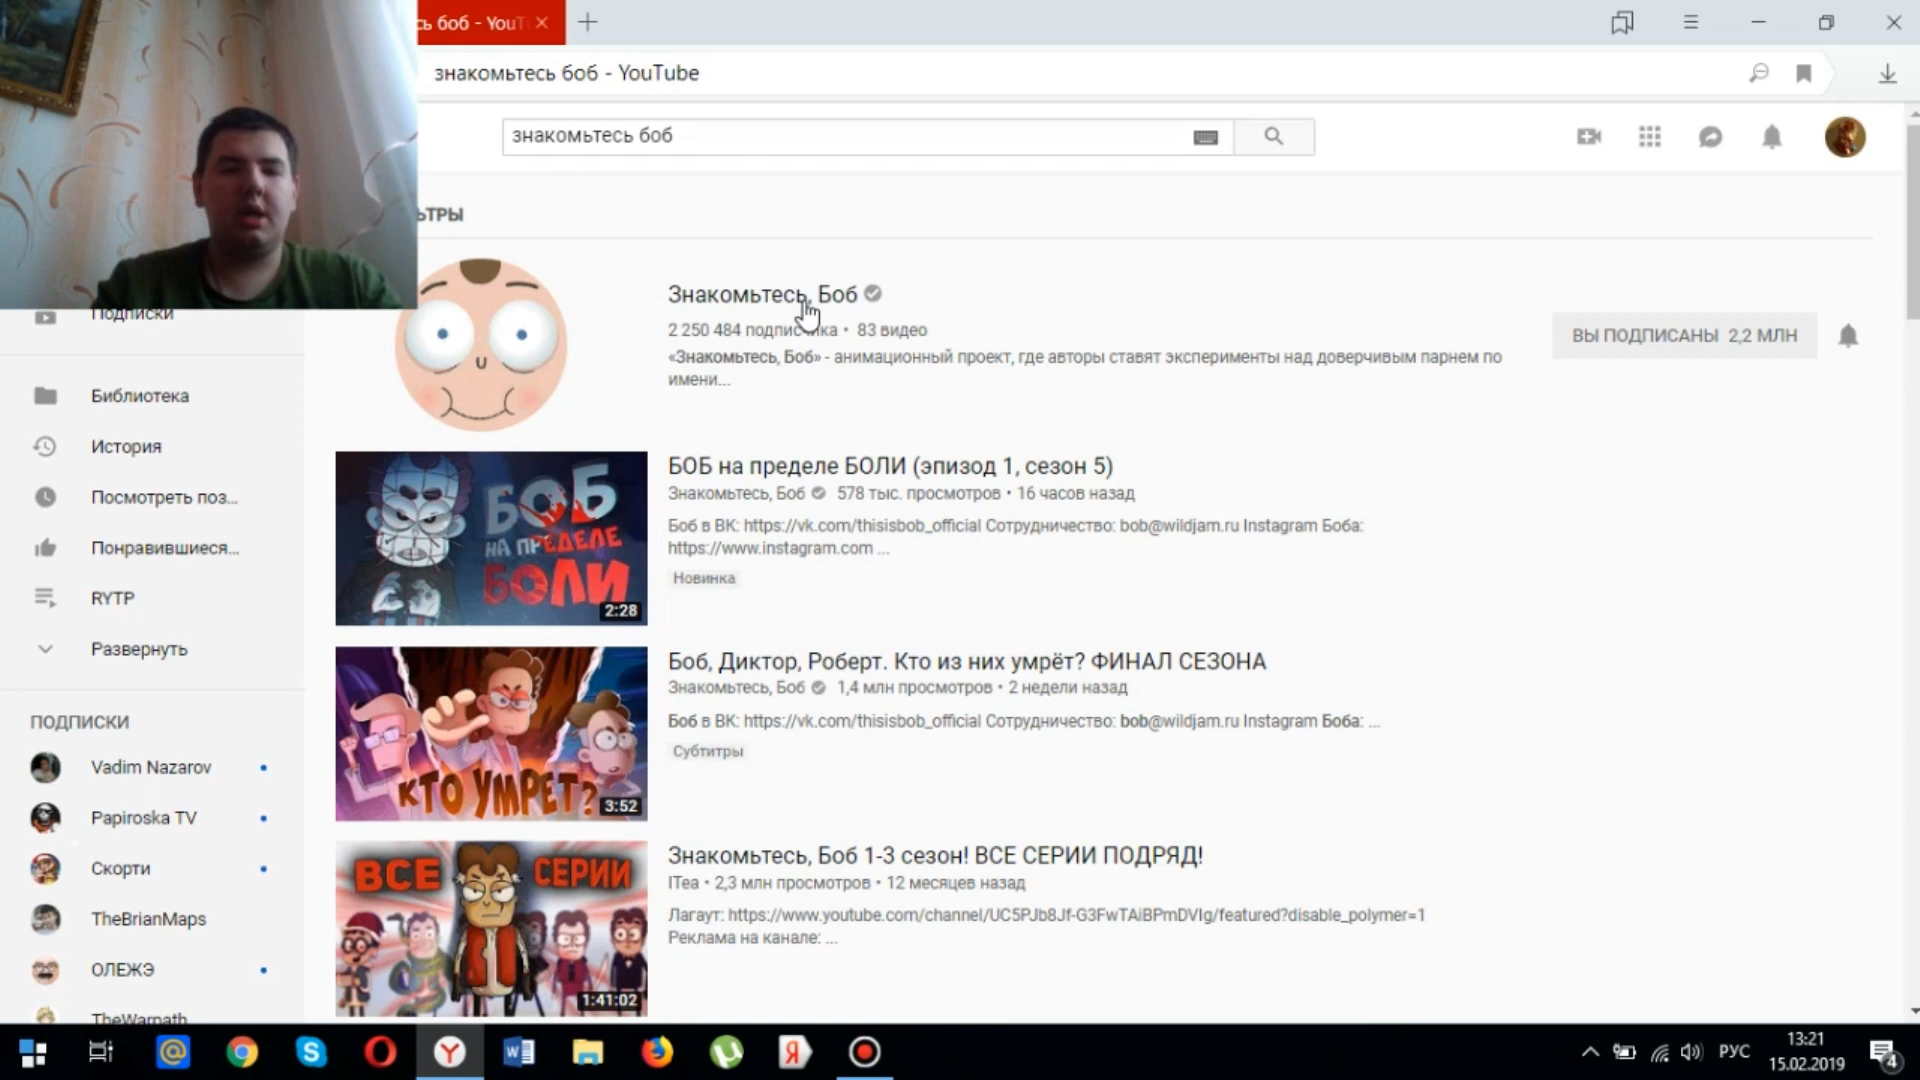 сь боб - YouT
знакомьтесь боб - YouTube
знакомьтесь боб
ЬТРЫ
Знакомьтесь, Боб
2 250 484 подписчика • 83 видео
«Знакомьтесь, Боб» - анимационный проект, где авторы ставят эксперименты над доверчивым парнем по
имени...
ВЫ ПОДПИСАНЫ 2,2 МЛН
Подписки
Библиотека
История
Посмотреть поз...
Понравившиеся...
RYTP
Развернуть
ПОДПИСКИ
Vadim Nazarov
Papiroska TV
Скорти
TheBrianMaps
ОЛЕЖЭ
TheWarpath
БОБ
НА ПРЕДЕЛЕ
БОЛИ
2:28
БОБ на пределе БОЛИ (эпизод 1, сезон 5)
Знакомьтесь, Боб 578 тыс. просмотров • 16 часов назад
Боб в ВК: https://vk.com/thisisbob_official Сотрудничество: bob@wildjam.ru Instagram Боба:
https://www.instagram.com ...
Новинка
КТО УМРЕТ?
3:52
Боб, Диктор, Роберт. Кто из них умрёт? ФИНАЛ СЕЗОНА
Знакомьтесь, Боб 1,4 млн просмотров • 2 недели назад
Боб в ВК: https://vk.com/thisisbob_official Сотрудничество: bob@wildjam.ru Instagram Боба: ...
Субтитры
ВСЕ СЕРИИ
1:41:02
Знакомьтесь, Боб 1-3 сезон! ВСЕ СЕРИИ ПОДРЯД!
ITea • 2,3 млн просмотров • 12 месяцев назад
Лагаут: https://www.youtube.com/channel/UC5PJb8Jf-G3FwTAiBPmDVIg/featured?disable_polymer=1
Реклама на канале: ...
РУС
13:21
15.02.2019
4